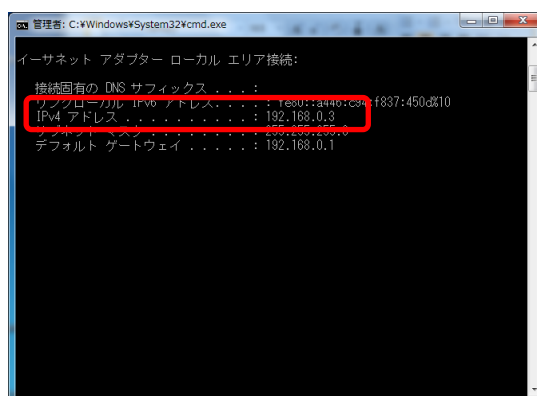 管理者: C:¥Windows¥System32¥cmd.exe
イーサネット アダプター ローカル エリア接続:
接続固有の DNS サフィックス . . . :
リンクローカル IPv6 アドレス. . . . : fe80::a446:c94:f837:450d%10
IPv4 アドレス . . . . . . . . . . : 192.168.0.3
サブネット マスク . . . . . . . . : 255.255.255.0
デフォルト ゲートウェイ . . . . . : 192.168.0.1